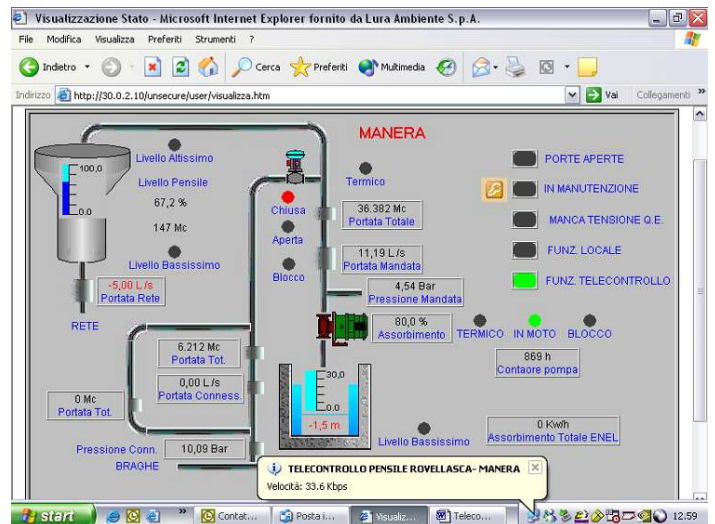 Visualizzazione Stato - Microsoft Internet Explorer fornito da Lura Ambiente S.p.A.
File Modifica Visualizza Preferiti Strumenti ?
Indietro Cerca Preferiti Multimedia
Indirizzo http://30.0.2.10/unsecure/user/visualizza.htm Vai Collegamenti »
MANERA
100,0
0.0
Livello Altissimo
Livello Pensile
67,2 %
147 Mc
Livello Bassissimo
-5,00 L/s
Portata Rete
RETE
Chiusa
Aperta
Blocco
Termico
36.382 Mc
Portata Totale
11,19 L/s
Portata Mandata
4,54 Bar
Pressione Mandata
80,0 %
Assorbimento
TERMICO IN MOTO BLOCCO
869 h
Contaore pompa
PORTE APERTE
IN MANUTENZIONE
MANCA TENSIONE Q.E.
FUNZ. LOCALE
FUNZ. TELECONTROLLO
6.212 Mc
Portata Tot.
0,00 L/s
Portata Conness.
0 Mc
Portata Tot.
Pressione Conn. 10,09 Bar
BRAGHE
30,0
0.0
-1,5 m
Livello Bassissimo
0 Kwh
Assorbimento Totale ENEL
TELECONTROLLO PENSILE ROVELLASCA- MANERA
Velocità: 33.6 Kbps
start » Contat... Posta i... Visualiz... Teleco... 12.59